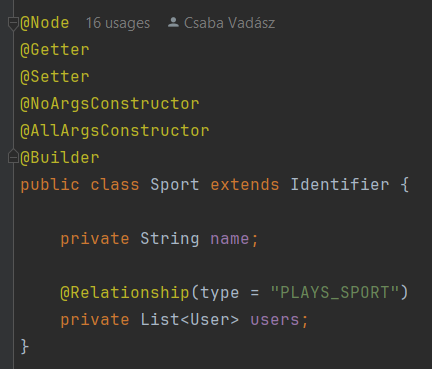 @Node 16 usages Csaba Vadász
@Getter
@Setter
@NoArgsConstructor
@AllArgsConstructor
@Builder
public class Sport extends Identifier {
private String name;
@Relationship(type = "PLAYS_SPORT")
private List<User> users;
}